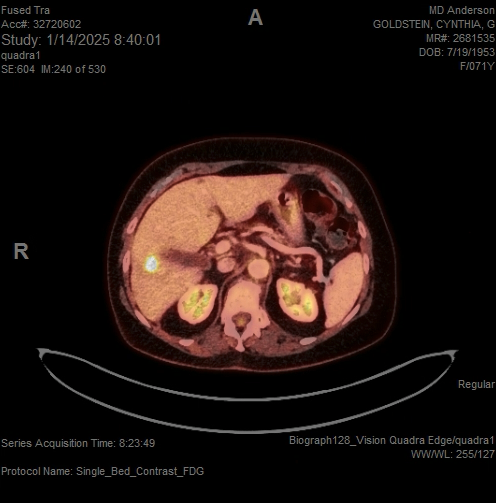 Fused Tra
Acc#: 32720602
Study: 1/14/2025 8:40:01
quadra1
SE:604 IM:240 of 530
A
MD Anderson
GOLDSTEIN, CYNTHIA, G
MR#: 2681535
DOB: 7/19/1953
F/071Y
R
Regular
Series Acquisition Time: 8:23:49
Protocol Name: Single_Bed_Contrast_FDG
Biograph128_Vision Quadra Edge/quadra1
WW/WL: 255/127